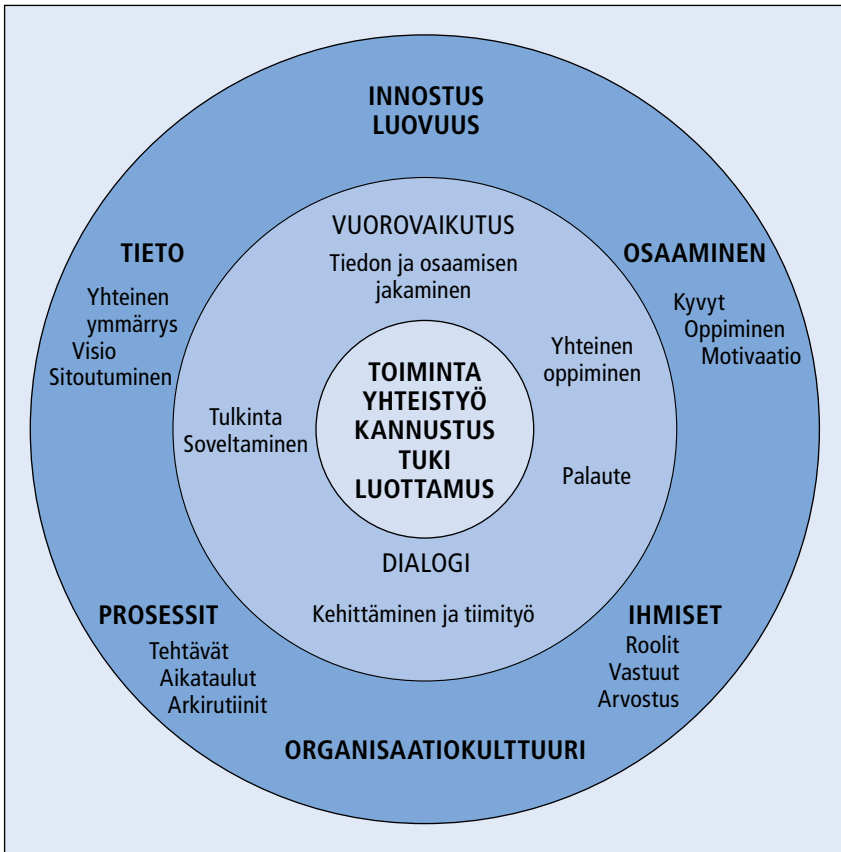 INNOSTUS
LUOVUUS
VUOROVAIKUTUS
Tiedon ja osaamisen
jakaminen
TIETO
Yhteinen
ymmärrys
Visio
Sitoutuminen
OSAAMINEN
Kyvyt
Oppiminen
Motivaatio
Yhteinen
oppiminen
TOIMINTA
YHTEISTYÖ
KANNUSTUS
TUKI
LUOTTAMUS
Tulkinta
Soveltaminen
Palaute
DIALOGI
Kehittäminen ja tiimityö
PROSESSIT
Tehtävät
Aikataulut
Arkirutiinit
IHMISET
Roolit
Vastuut
Arvostus
ORGANISAATIOKULTTUURI